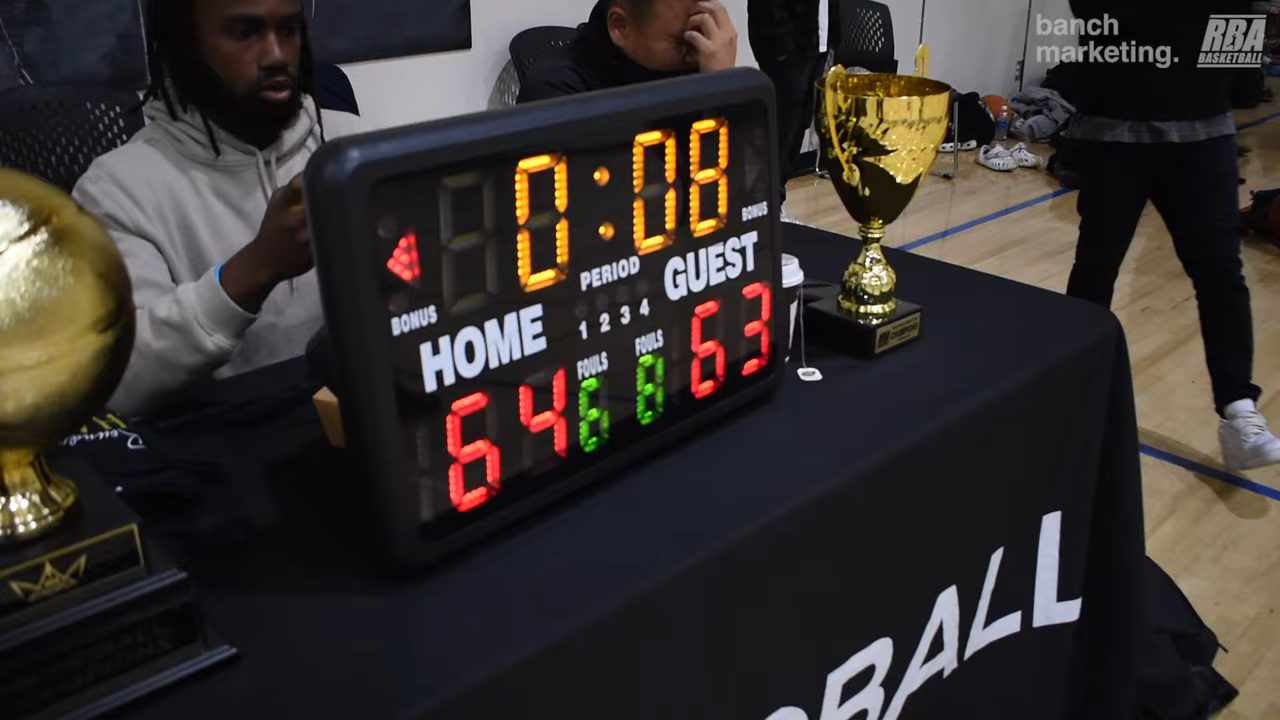 banch
marketing.
RBA
BASKETBALL
0:08
BONUS
PERIOD
GUEST
BONUS
HOME
1 2 3 4
FOULS
FOULS
64
6
8
63
CHAMPIONS
BALL